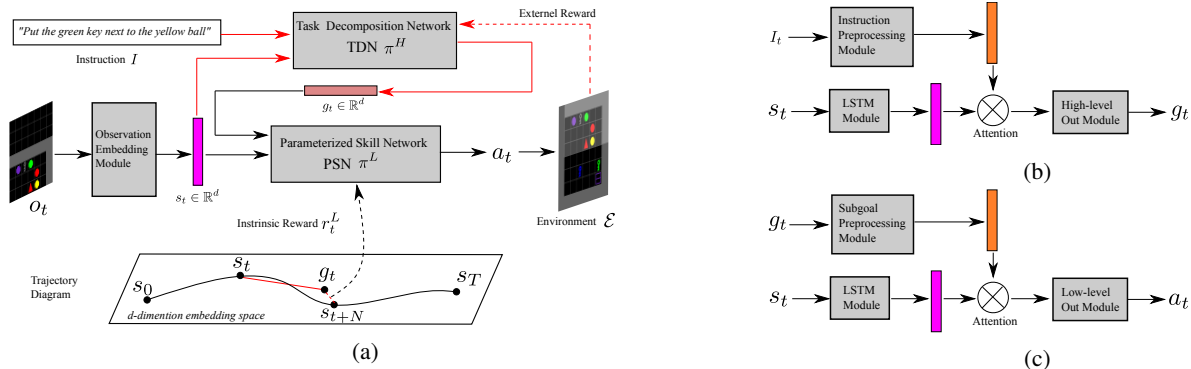 "Put the green key next to the yellow ball"
Instruction I
Task Decomposition Network
TDN π^H
Externel Reward
g_t ∈ ℝ^d
Observation
Embedding
Module
Parameterized Skill Network
PSN π^L
a_t
o_t
s_t ∈ ℝ^d
Instrinsic Reward r_t^L
Environment ℰ
Trajectory
Diagram
s_0
s_t
g_t
s_{t+N}
s_T
d-dimention embedding space
(a)
I_t
Instruction
Preprocessing
Module
s_t
LSTM
Module
Attention
High-level
Out Module
g_t
(b)
g_t
Subgoal
Preprocessing
Module
s_t
LSTM
Module
Attention
Low-level
Out Module
a_t
(c)